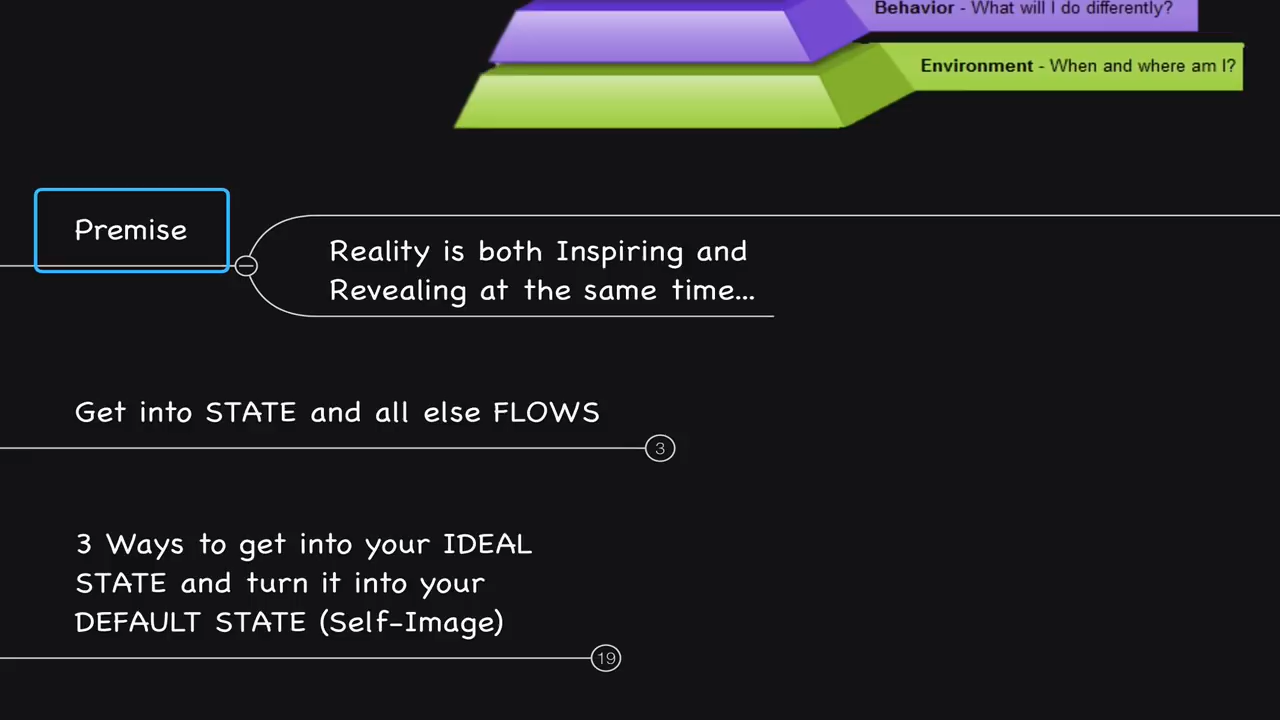 Behavior - What will I do differently?
Environment - When and where am I?
Premise
Reality is both Inspiring and
Revealing at the same time...
Get into STATE and all else FLOWS
3
3 Ways to get into your IDEAL
STATE and turn it into your
DEFAULT STATE (Self-Image)
19